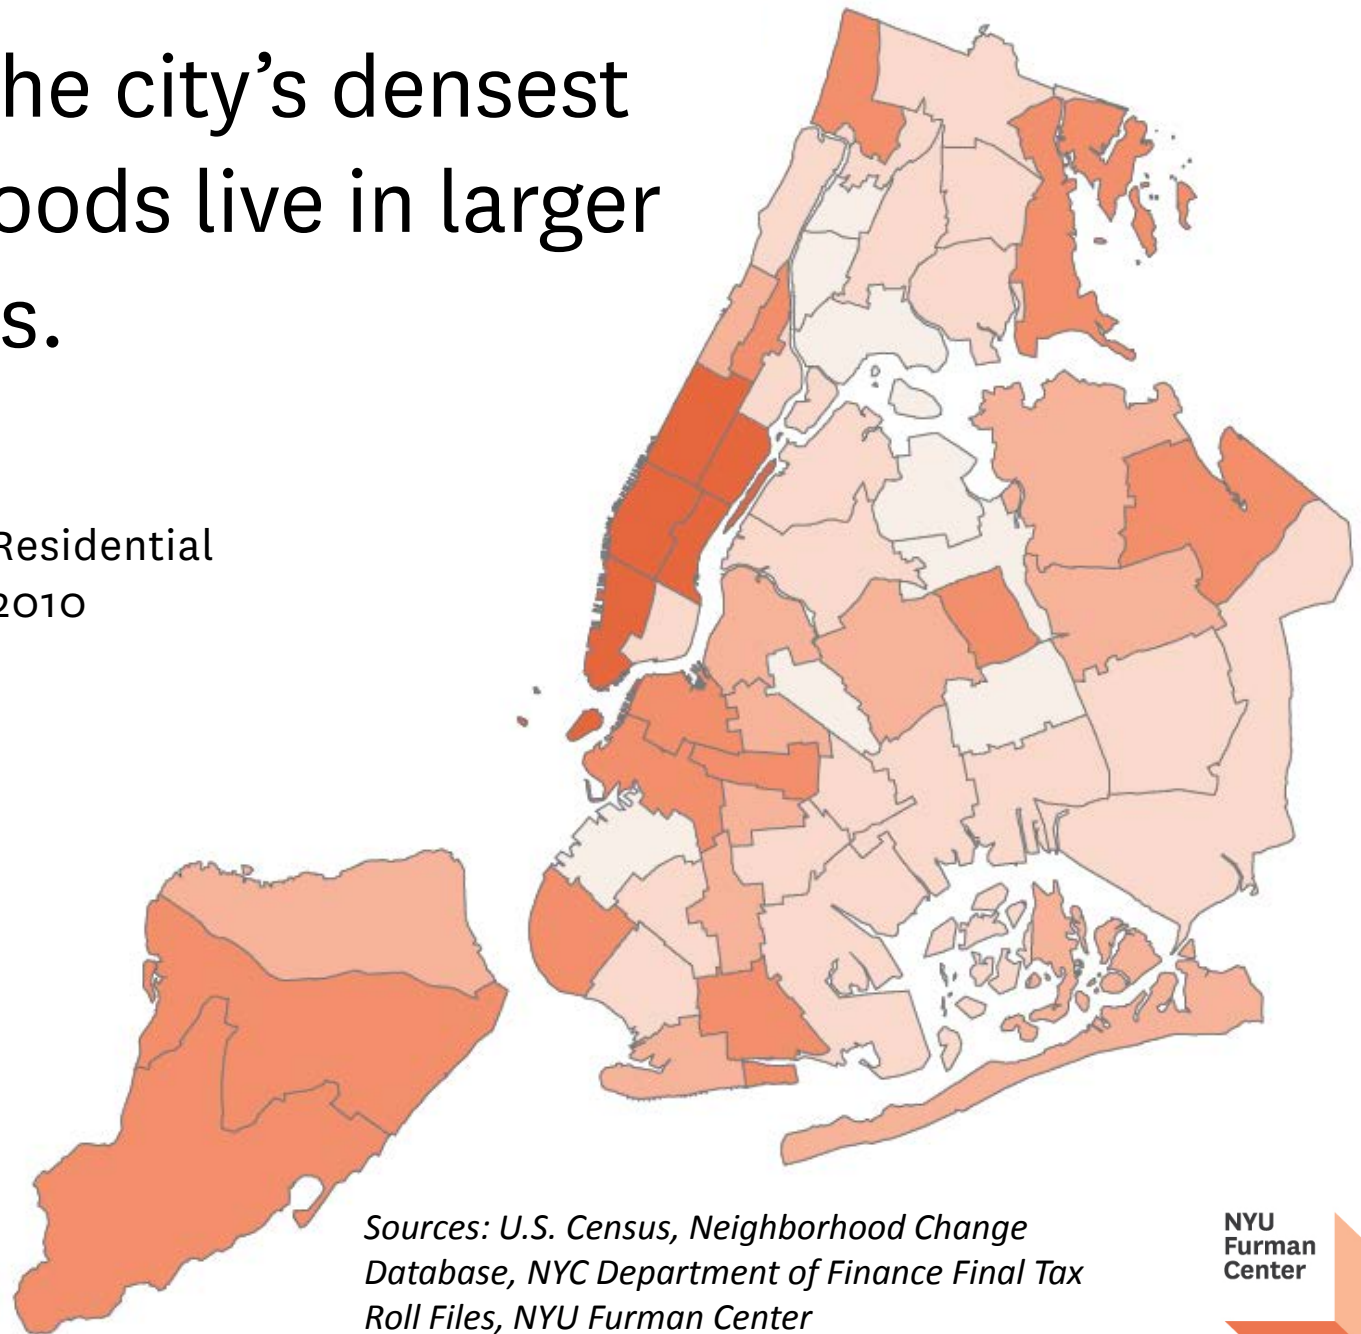 he city’s densest
oods live in larger
s.
Residential
2010
Sources: U.S. Census, Neighborhood Change
Database, NYC Department of Finance Final Tax
Roll Files, NYU Furman Center
NYU
Furman
Center